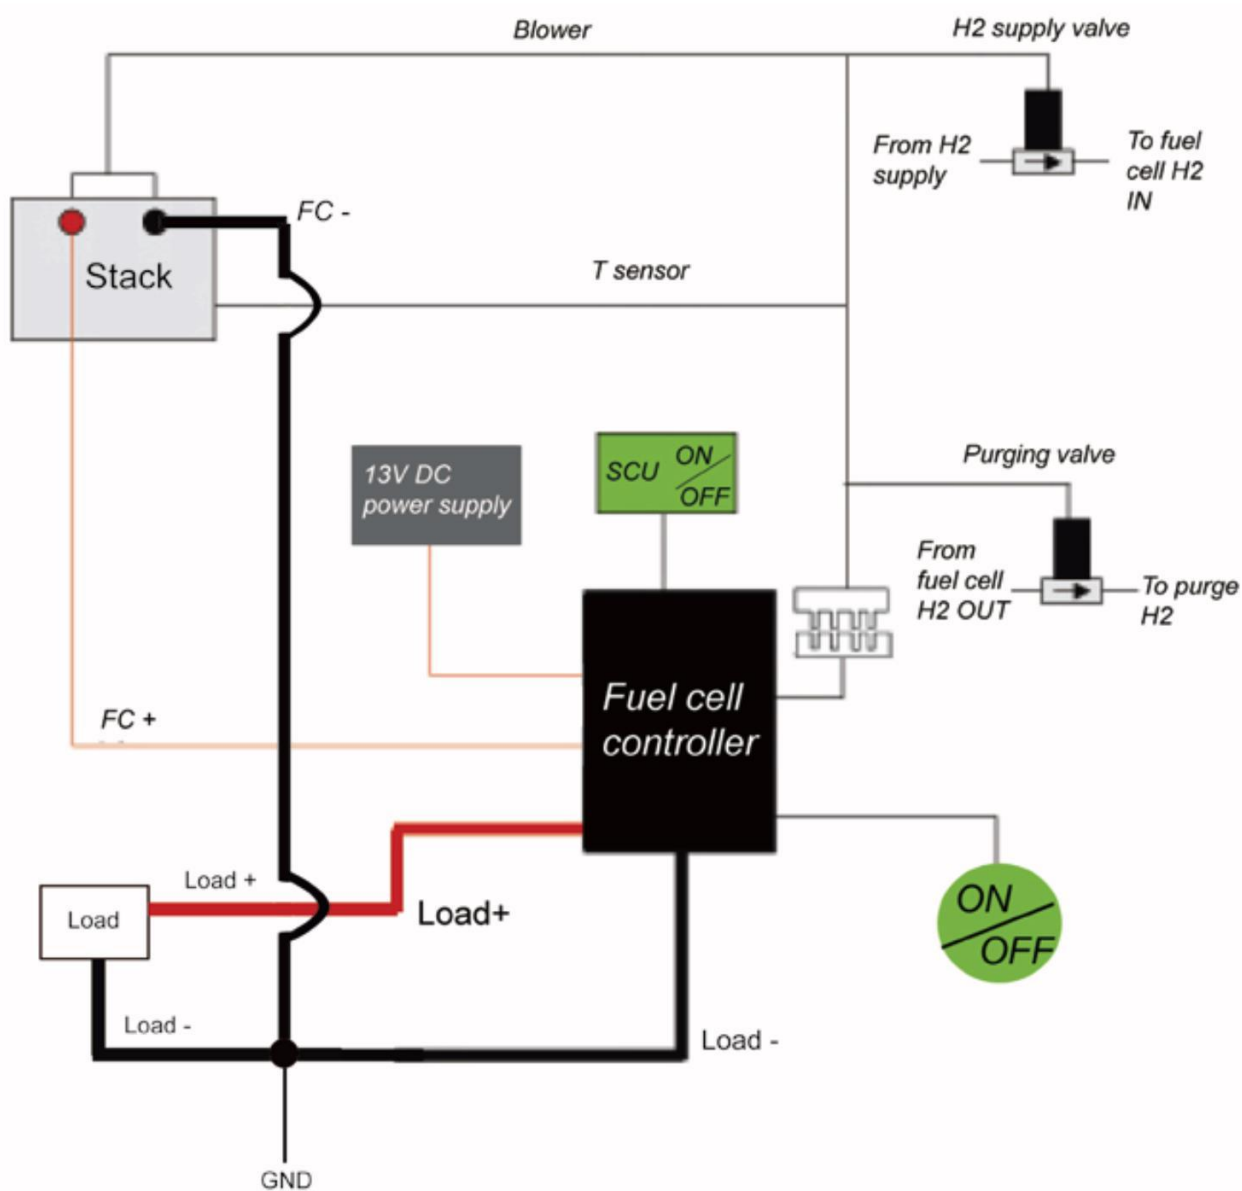 Blower
H2 supply valve
From H2
supply
To fuel
cell H2
IN
FC -
Stack
T sensor
13V DC
power supply
SCU ON
OFF
Purging valve
From
fuel cell
H2 OUT
To purge
H2
Fuel cell
controller
FC +
Load +
Load
Load+
ON
OFF
Load -
Load -
GND